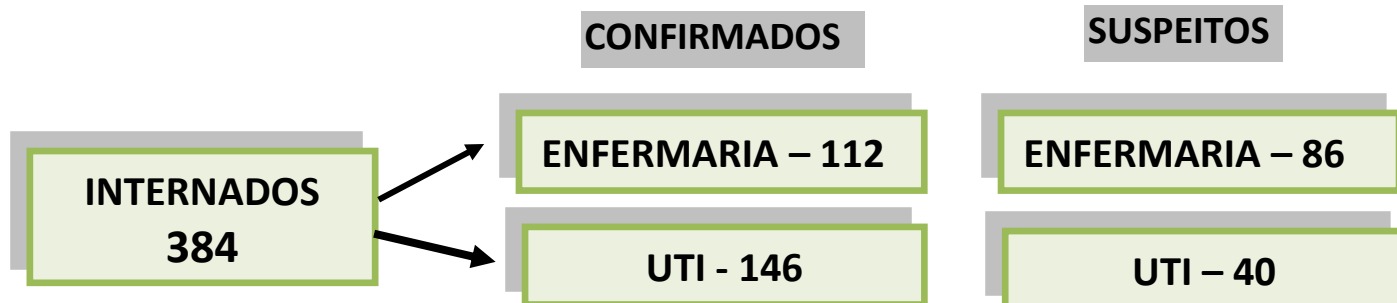 CONFIRMADOS
SUSPEITOS
INTERNADOS
384
ENFERMARIA – 112
ENFERMARIA – 86
UTI - 146
UTI – 40